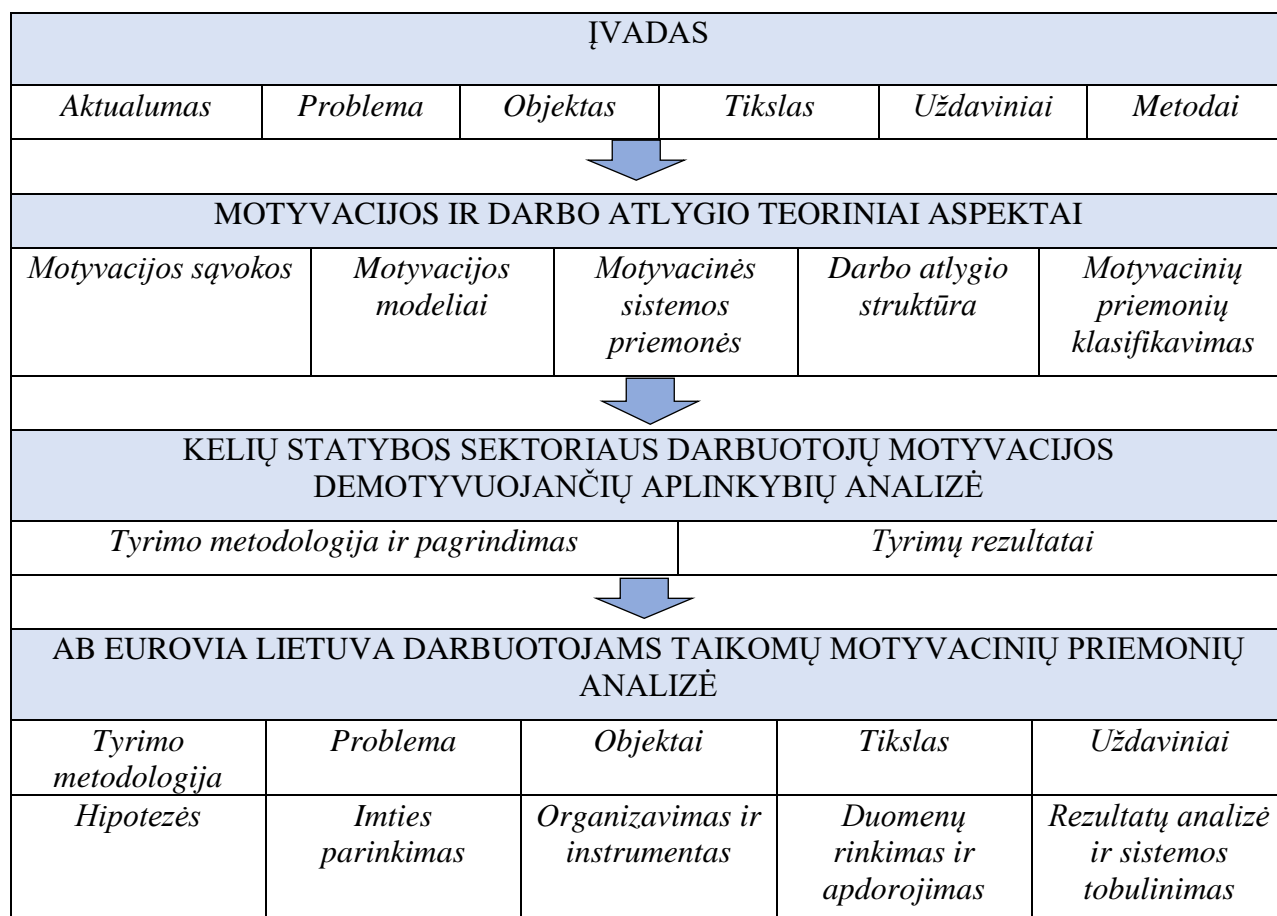 ĮVADAS
Aktualumas Problema Objektas Tikslas Uždaviniai Metodai
MOTYVACIJOS IR DARBO ATLYGIO TEORINIAI ASPEKTAI
Motyvacijos sąvokos
Motyvacijos
modeliai
Motyvacinės
sistemos
priemonės
Darbo atlygio
struktūra
Motyvacinių
priemonių
klasifikavimas
KELIŲ STATYBOS SEKTORIAUS DARBUOTOJŲ MOTYVACIJOS
DEMOTYVUOJANČIŲ APLINKYBIŲ ANALIZĖ
Tyrimo metodologija ir pagrindimas
Tyrimų rezultatai
AB EUROVIA LIETUVA DARBUOTOJAMS TAIKOMŲ MOTYVACINIŲ PRIEMONIŲ
ANALIZĖ
Tyrimo
metodologija
Problema
Objektai
Tikslas
Uždaviniai
Hipotezės
Imties
parinkimas
Organizavimas ir
instrumentas
Duomenų
rinkimas ir
apdorojimas
Rezultatų analizė
ir sistemos
tobulinimas